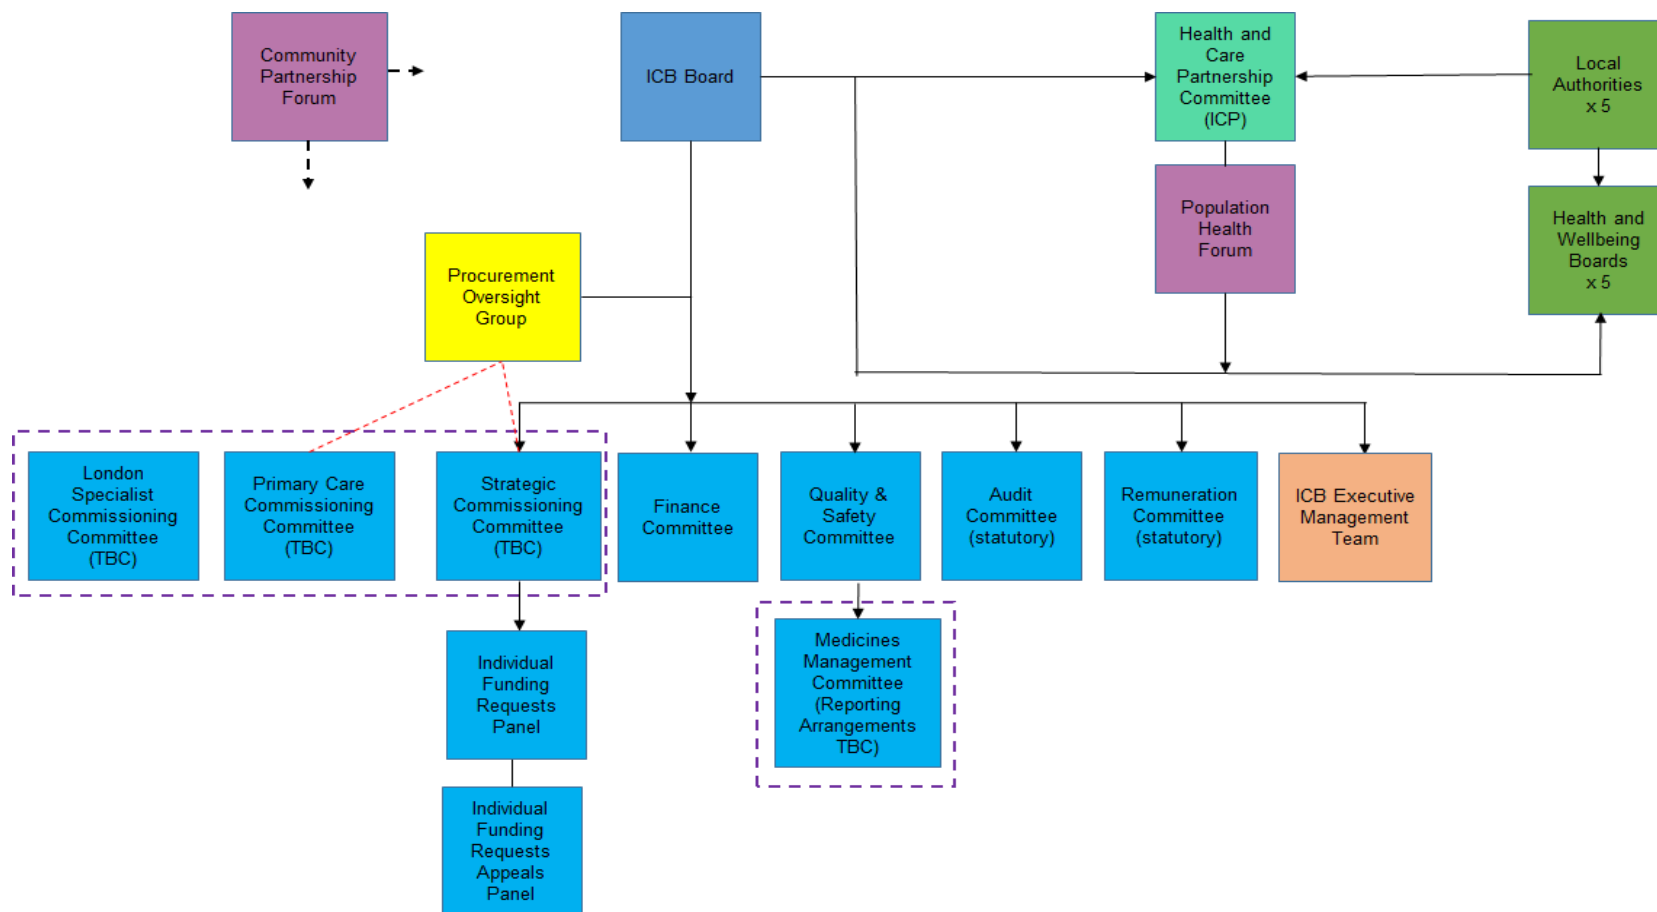 Community
Partnership
Forum
ICB Board
Health and
Care
Partnership
Committee
(ICP)
Local
Authorities
x 5
Population
Health
Forum
Health and
Wellbeing
Boards
x 5
Procurement
Oversight
Group
London
Specialist
Commissioning
Committee
(TBC)
Primary Care
Commissioning
Committee
(TBC)
Strategic
Commissioning
Committee
(TBC)
Finance
Committee
Quality &
Safety
Committee
Audit
Committee
(statutory)
Remuneration
Committee
(statutory)
ICB Executive
Management
Team
Individual
Funding
Requests
Panel
Medicines
Management
Committee
(Reporting
Arrangements
TBC)
Individual
Funding
Requests
Appeals
Panel